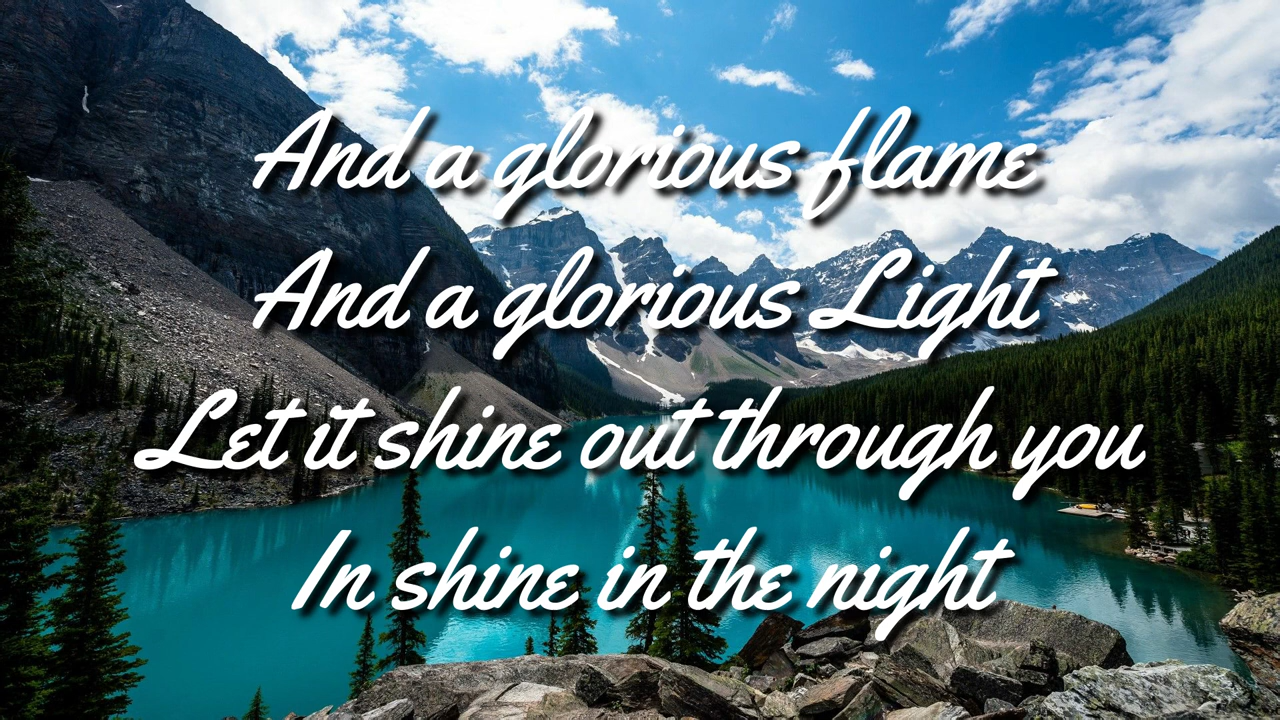 And a glorious flame
And a glorious Light
Let it shine out through you
In shine in the night